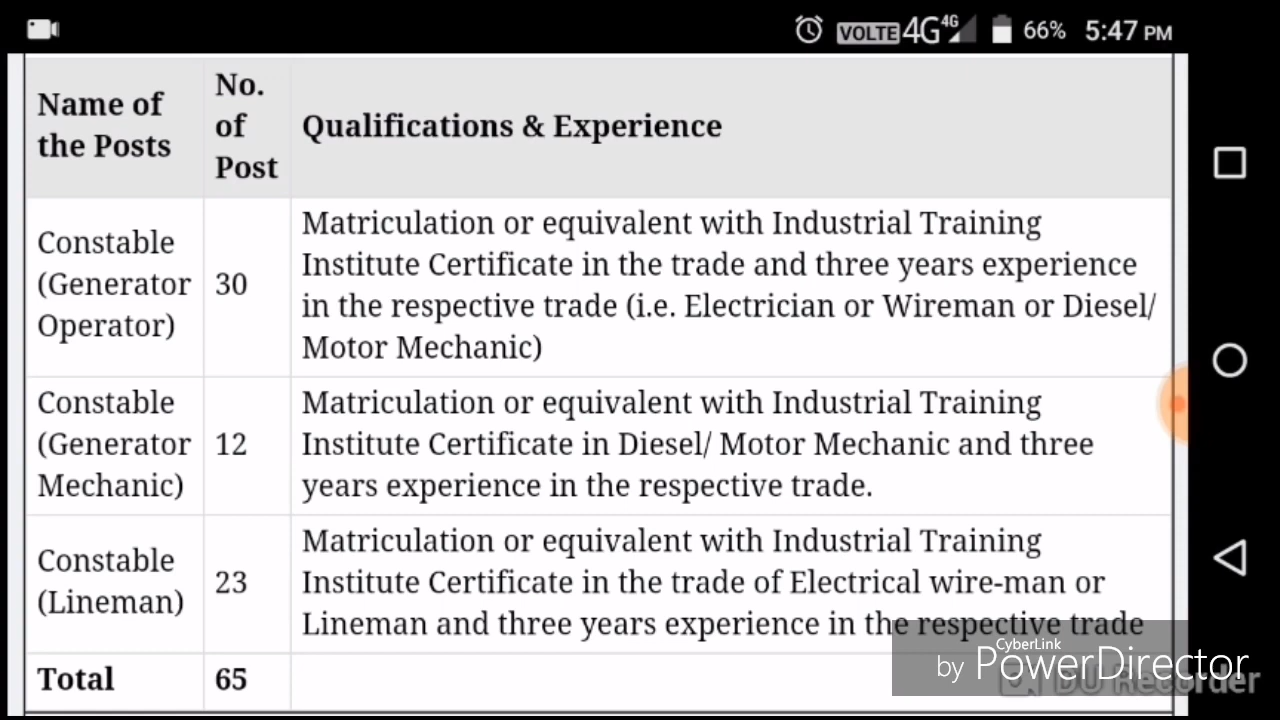 VOLTE 4G 4G 66% 5:47 PM
Name of
the Posts
No.
of
Post
Qualifications & Experience
Constable
(Generator
Operator)
30
Matriculation or equivalent with Industrial Training
Institute Certificate in the trade and three years experience
in the respective trade (i.e. Electrician or Wireman or Diesel/
Motor Mechanic)
Constable
(Generator
Mechanic)
12
Matriculation or equivalent with Industrial Training
Institute Certificate in Diesel/ Motor Mechanic and three
years experience in the respective trade.
Constable
(Lineman)
23
Matriculation or equivalent with Industrial Training
Institute Certificate in the trade of Electrical wire-man or
Lineman and three years experience in the respective trade
Total
65
CyberLink
by PowerDirector
DU Recorder